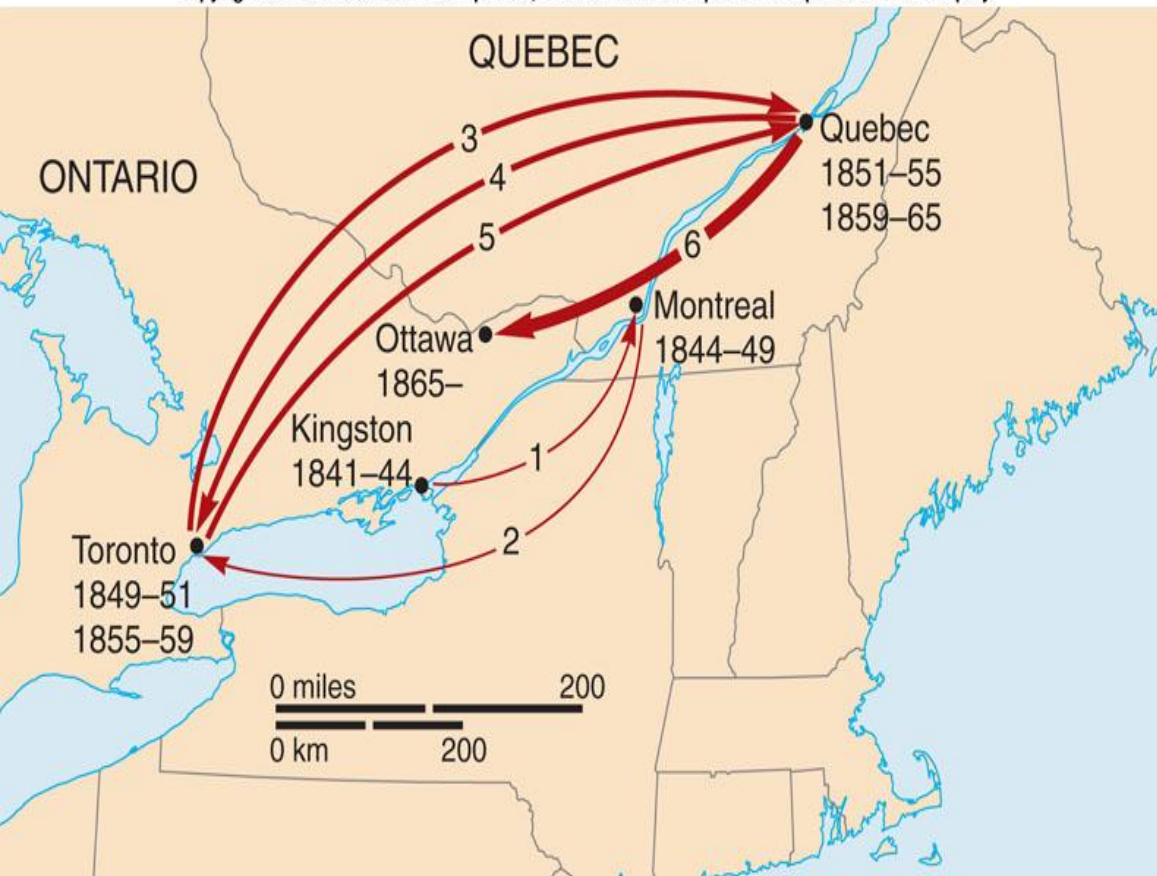 QUEBEC
ONTARIO
3
4
5
6
Quebec
1851–55
1859–65
Montreal
1844–49
Ottawa
1865–
Kingston
1841–44
1
2
Toronto
1849–51
1855–59
0 miles 200
0 km 200